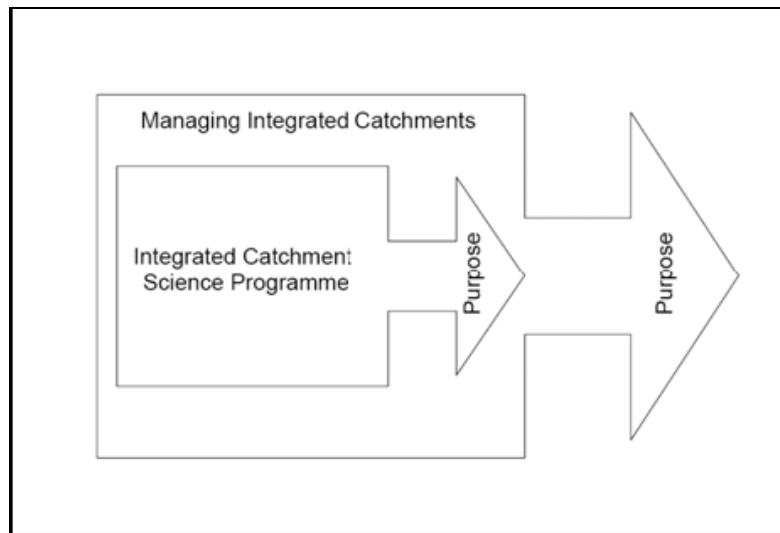 Managing Integrated Catchments
Integrated Catchment
Science Programme
Purpose
Purpose